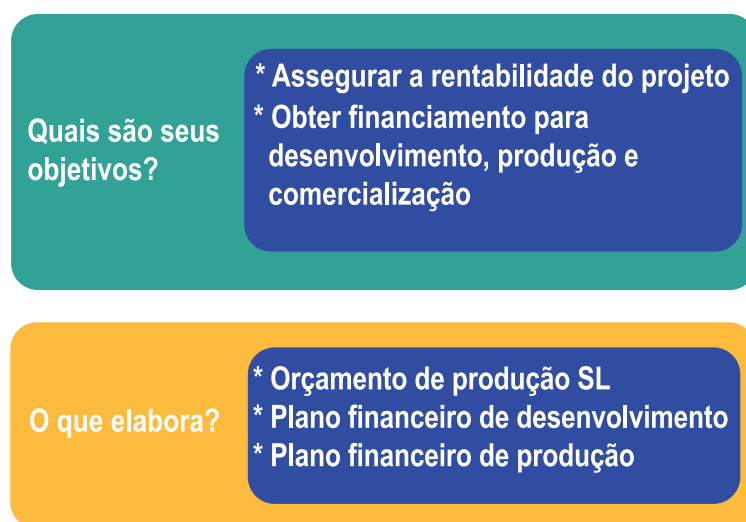 Quais são seus
objetivos?
* Assegurar a rentabilidade do projeto
* Obter financiamento para
desenvolvimento, produção e
comercialização
O que elabora?
* Orçamento de produção SL
* Plano financeiro de desenvolvimento
* Plano financeiro de produção